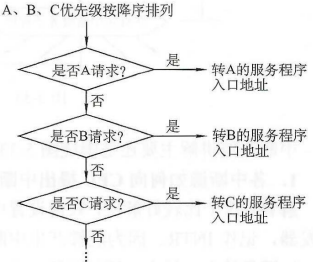 A、B、C优先级按降序排列
是否A请求?
是
转A的服务程序
入口地址
否
是否B请求?
是
转B的服务程序
入口地址
否
是否C请求?
是
转C的服务程序
入口地址
否